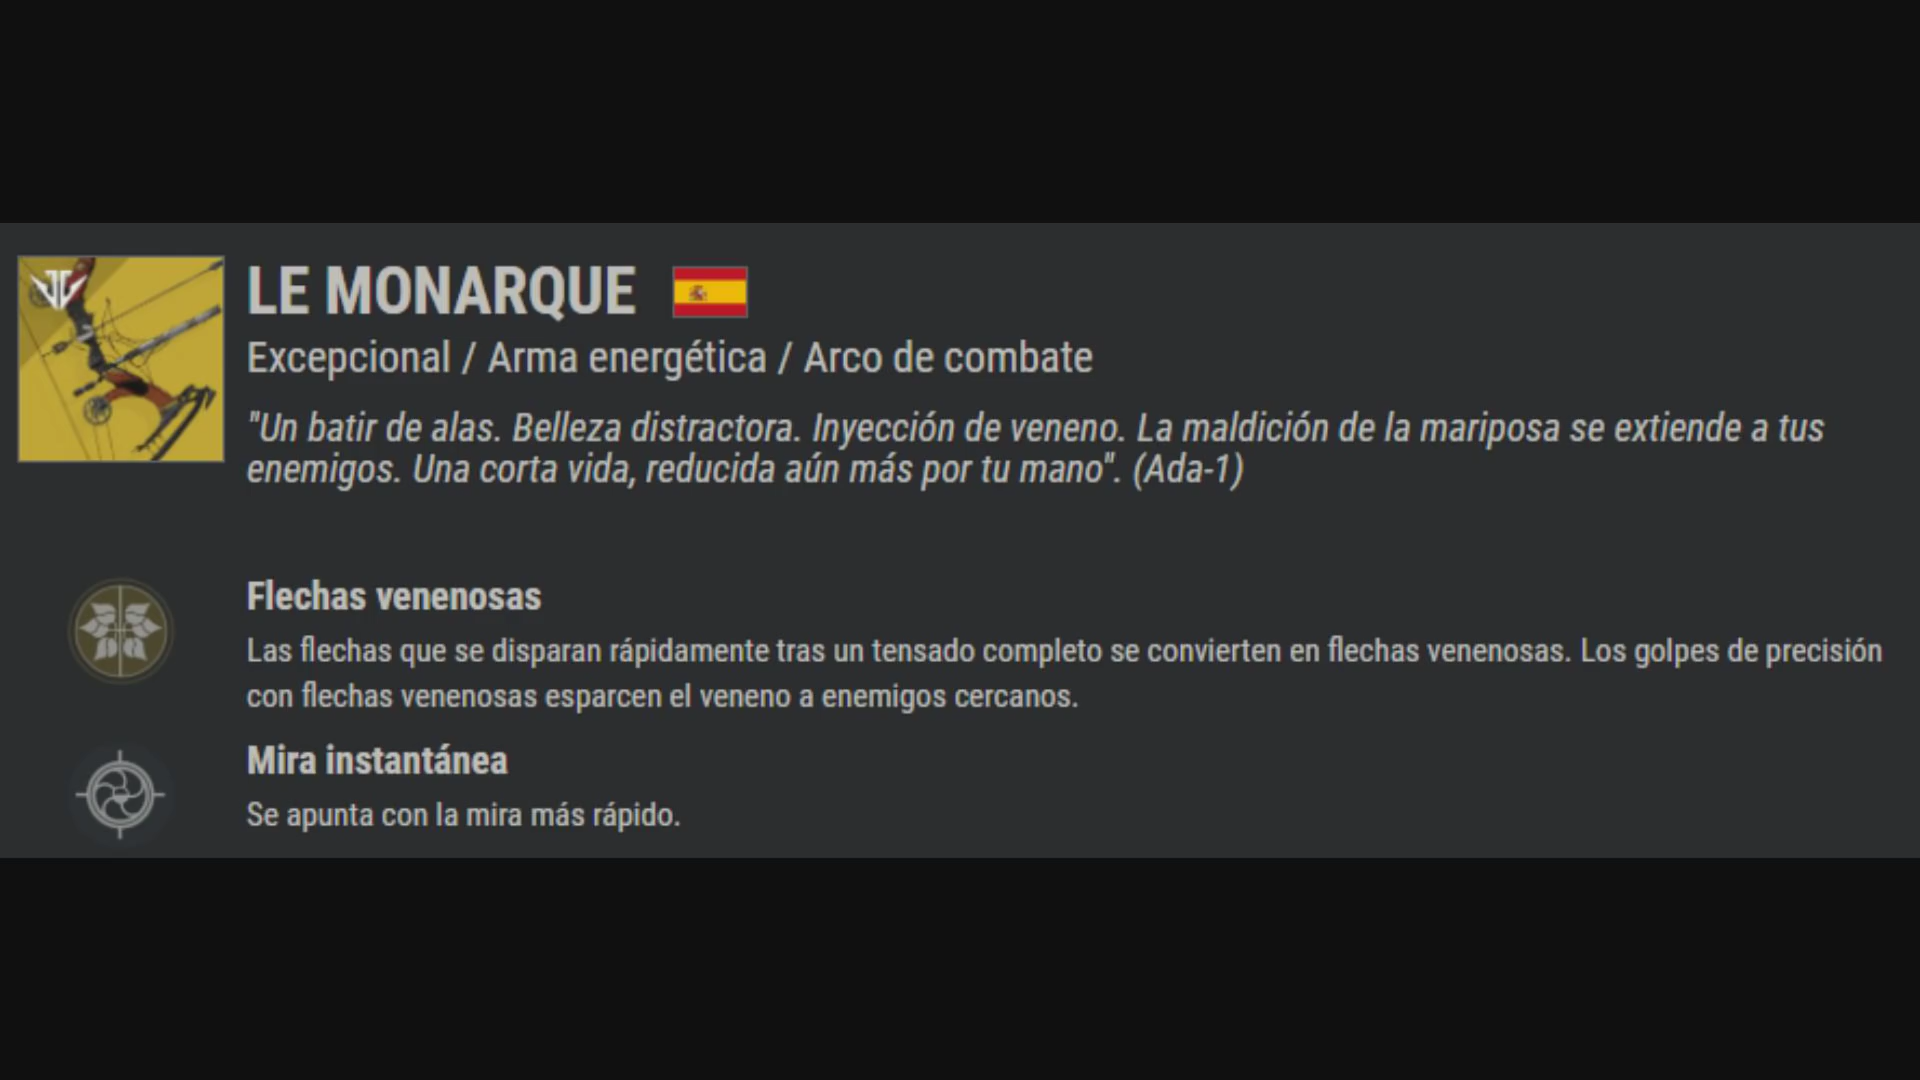 LE MONARQUE
Excepcional / Arma energética / Arco de combate
"Un batir de alas. Belleza distractora. Inyección de veneno. La maldición de la mariposa se extiende a tus
enemigos. Una corta vida, reducida aún más por tu mano". (Ada-1)
Flechas venenosas
Las flechas que se disparan rápidamente tras un tensado completo se convierten en flechas venenosas. Los golpes de precisión
con flechas venenosas esparcen el veneno a enemigos cercanos.
Mira instantánea
Se apunta con la mira más rápido.